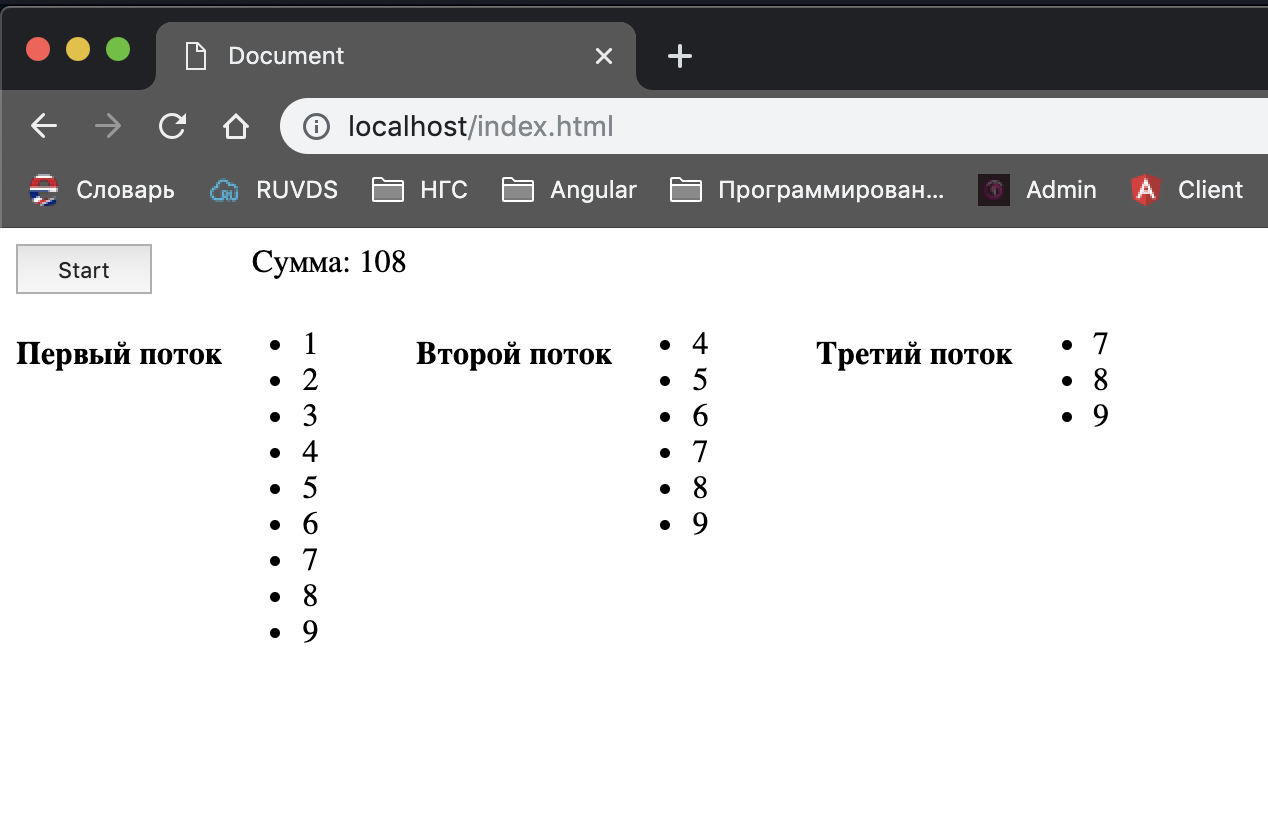 Document
localhost/index.html
Словарь RUVDS НГС Angular Программирован... Admin Client
Start Сумма: 108
Первый поток
• 1
• 2
• 3
• 4
• 5
• 6
• 7
• 8
• 9
Второй поток
• 4
• 5
• 6
• 7
• 8
• 9
Третий поток
• 7
• 8
• 9